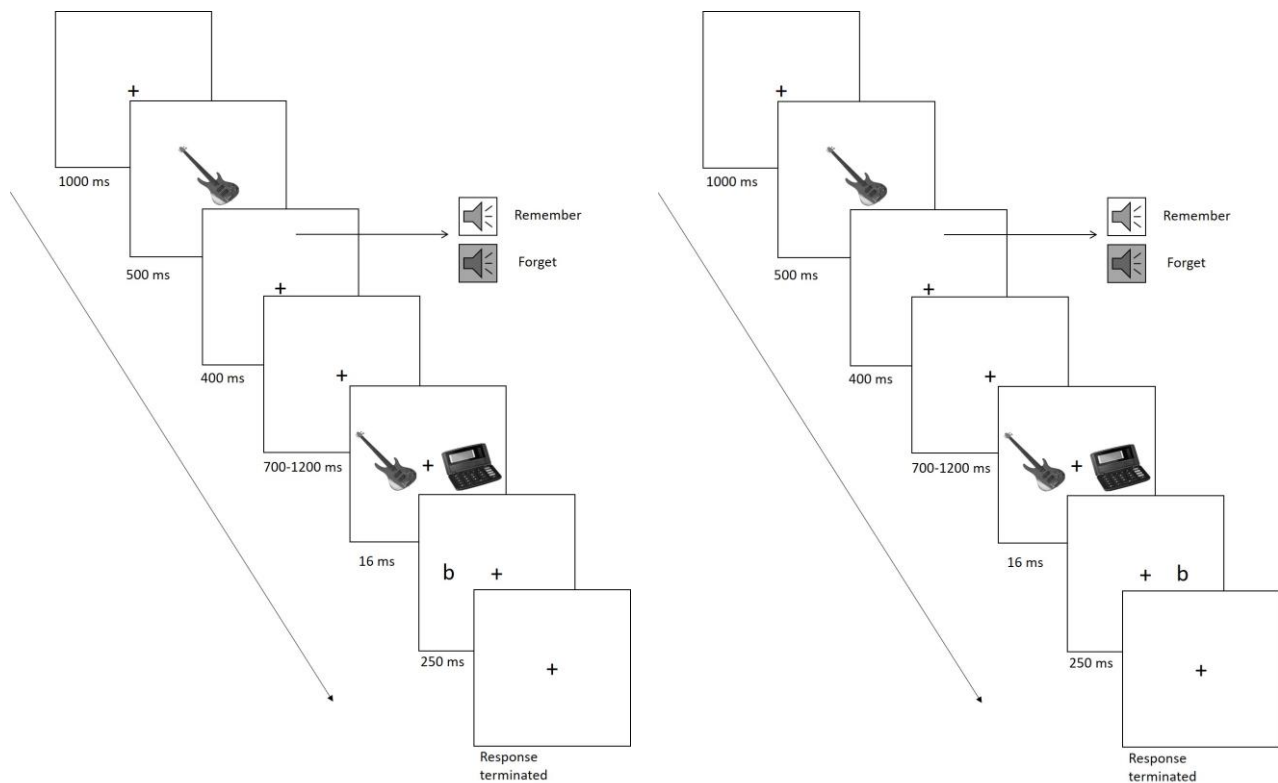 +
1000 ms
500 ms
Remember
Forget
+
400 ms
+
700-1200 ms
+
16 ms
b +
250 ms
+
Response
terminated
+
1000 ms
500 ms
Remember
Forget
+
400 ms
+
700-1200 ms
+
16 ms
+ b
250 ms
+
Response
terminated